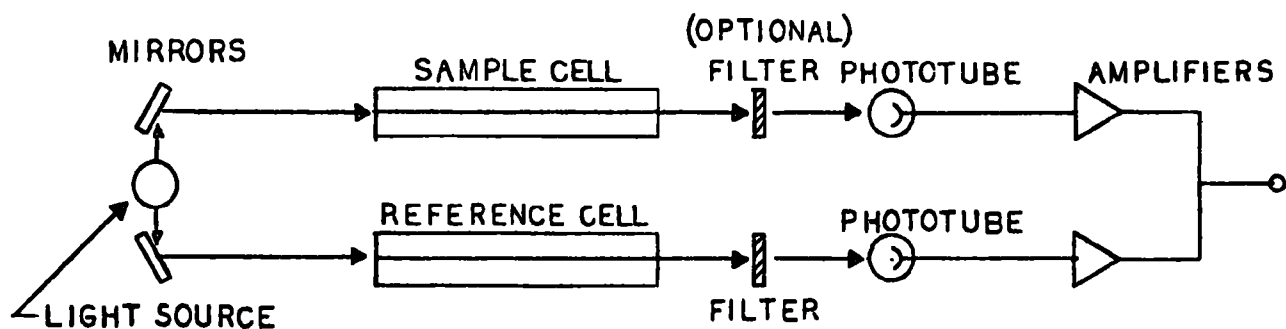 (OPTIONAL)
MIRRORS
SAMPLE CELL
FILTER
PHOTOTUBE
AMPLIFIERS
REFERENCE CELL
PHOTOTUBE
LIGHT SOURCE
FILTER